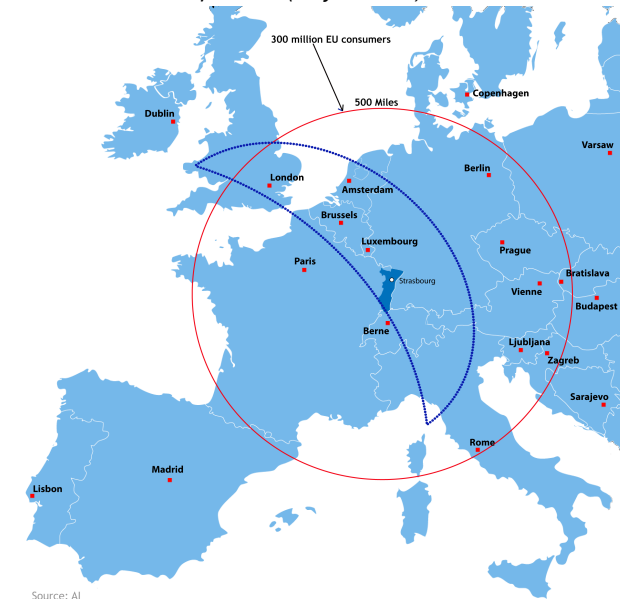 300 million EU consumers
500 Miles
Copenhagen
Dublin
Varsaw
Berlin
London
Amsterdam
Brussels
Luxembourg
Prague
Paris
Strasbourg
Bratislava
Vienne
Budapest
Berne
Ljubljana
Zagreb
Sarajevo
Rome
Madrid
Lisbon
Source: AI